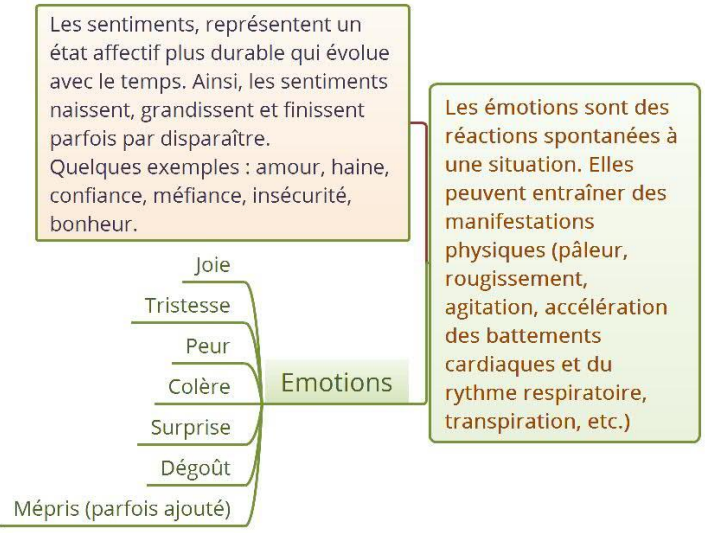 Les sentiments, représentent un
état affectif plus durable qui évolue
avec le temps. Ainsi, les sentiments
naissent, grandissent et finissent
parfois par disparaître.
Quelques exemples : amour, haine,
confiance, méfiance, insécurité,
bonheur.
Les émotions sont des
réactions spontanées à
une situation. Elles
peuvent entraîner des
manifestations
physiques (pâleur,
rougissement,
agitation, accélération
des battements
cardiaques et du
rythme respiratoire,
transpiration, etc.)
Emotions
Joie
Tristesse
Peur
Colère
Surprise
Dégoût
Mépris (parfois ajouté)